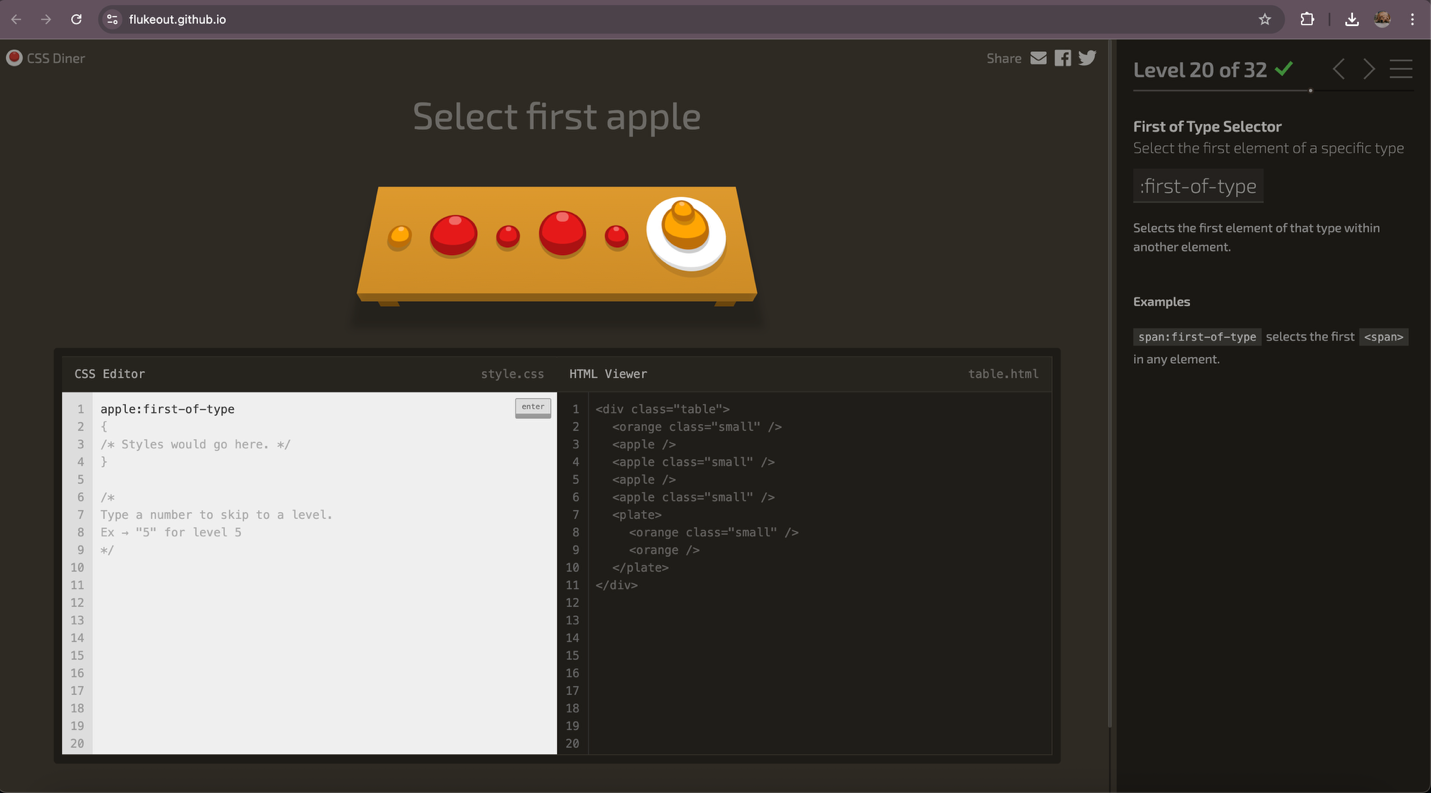 flukeout.github.io
CSS Diner
Share
Select first apple
CSS Editor
style.css
1 apple:first-of-type
enter
2 {
3 /* Styles would go here. */
4 }
5
6 /*
7 Type a number to skip to a level.
8 Ex → "5" for level 5
9 */
10
11
12
13
14
15
16
17
18
19
20
HTML Viewer
table.html
1 <div class="table">
2 <orange class="small" />
3 <apple />
4 <apple class="small" />
5 <apple />
6 <apple class="small" />
7 <plate>
8 <orange class="small" />
9 <orange />
10 </plate>
11 </div>
12
13
14
15
16
17
18
19
20
Level 20 of 32
First of Type Selector
Select the first element of a specific type
:first-of-type
Selects the first element of that type within
another element.
Examples
span:first-of-type selects the first <span>
in any element.